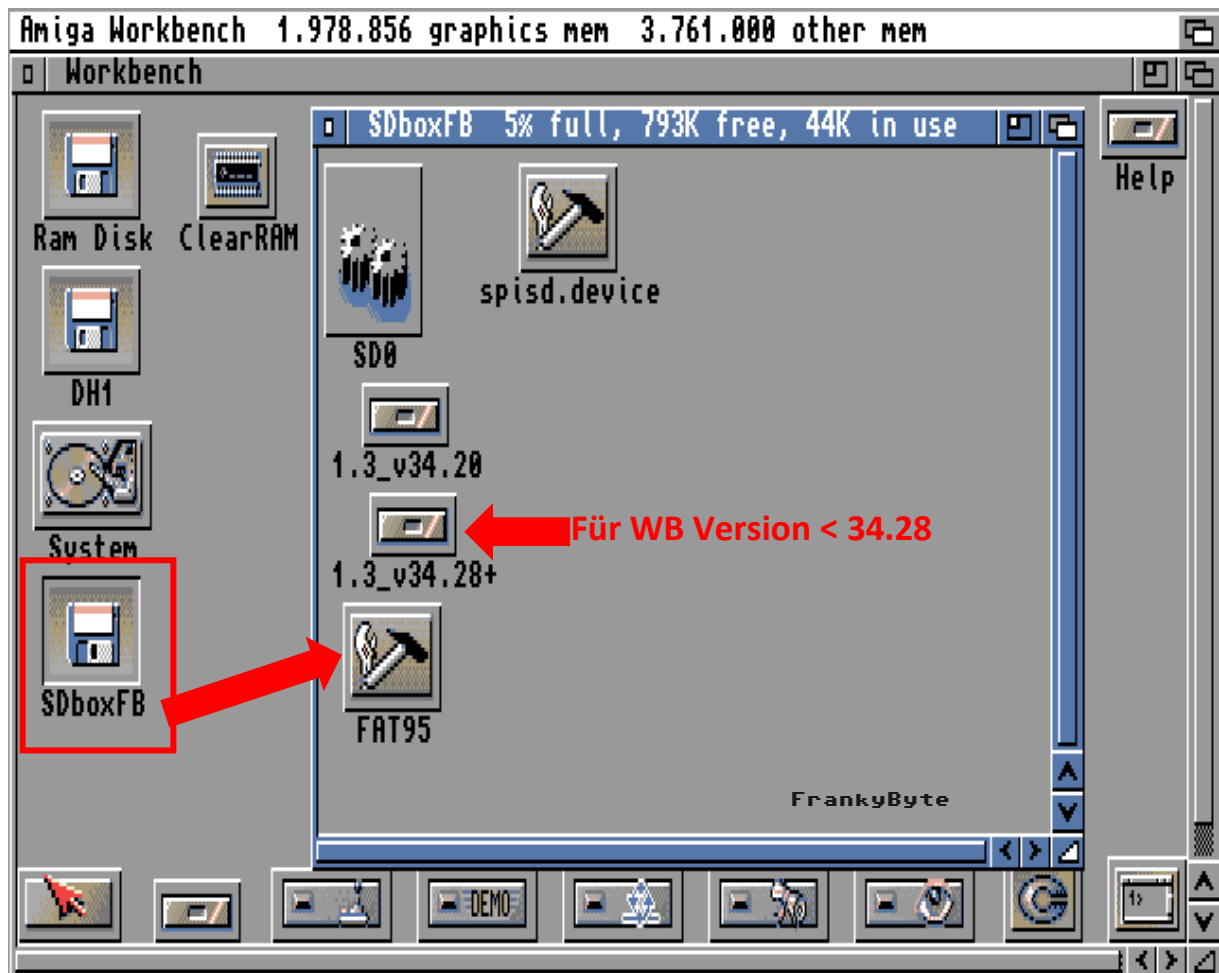 Amiga Workbench 1.978.856 graphics mem 3.761.000 other mem
Workbench
SDboxFB 5% full, 793K free, 44K in use
Help
Ram Disk
ClearRAM
spisd.device
SD0
DH1
1.3_v34.20
Für WB Version < 34.28
System
1.3_v34.28+
SDboxFB
FAT95
FrankyByte
DEMO
1>